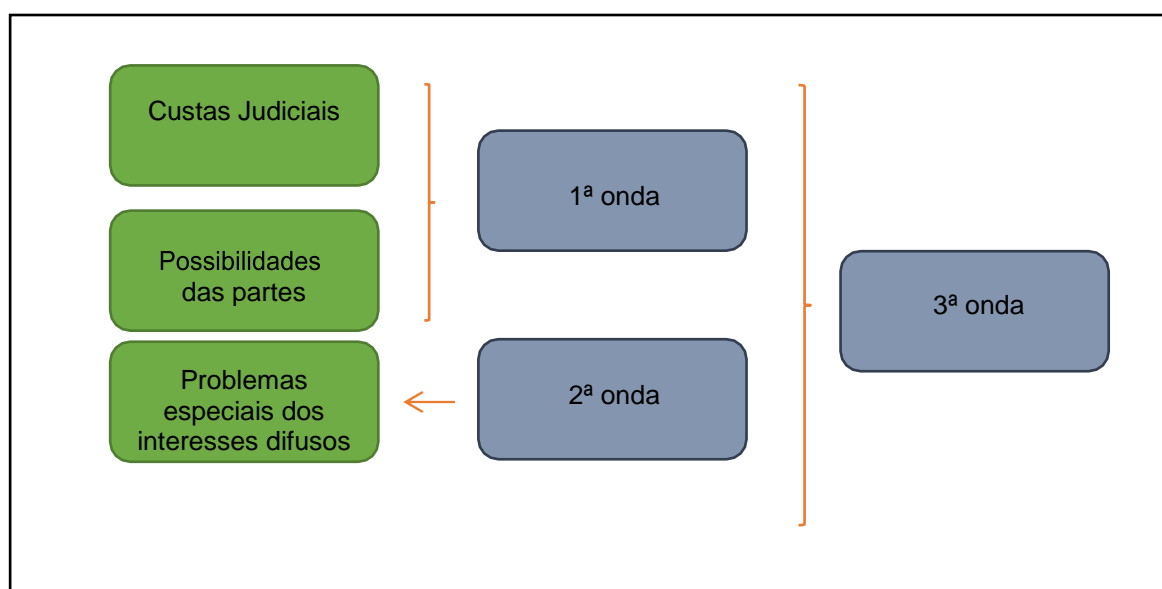 Custas Judiciais
1ª onda
Possibilidades
das partes
3ª onda
Problemas
especiais dos
interesses difusos
2ª onda